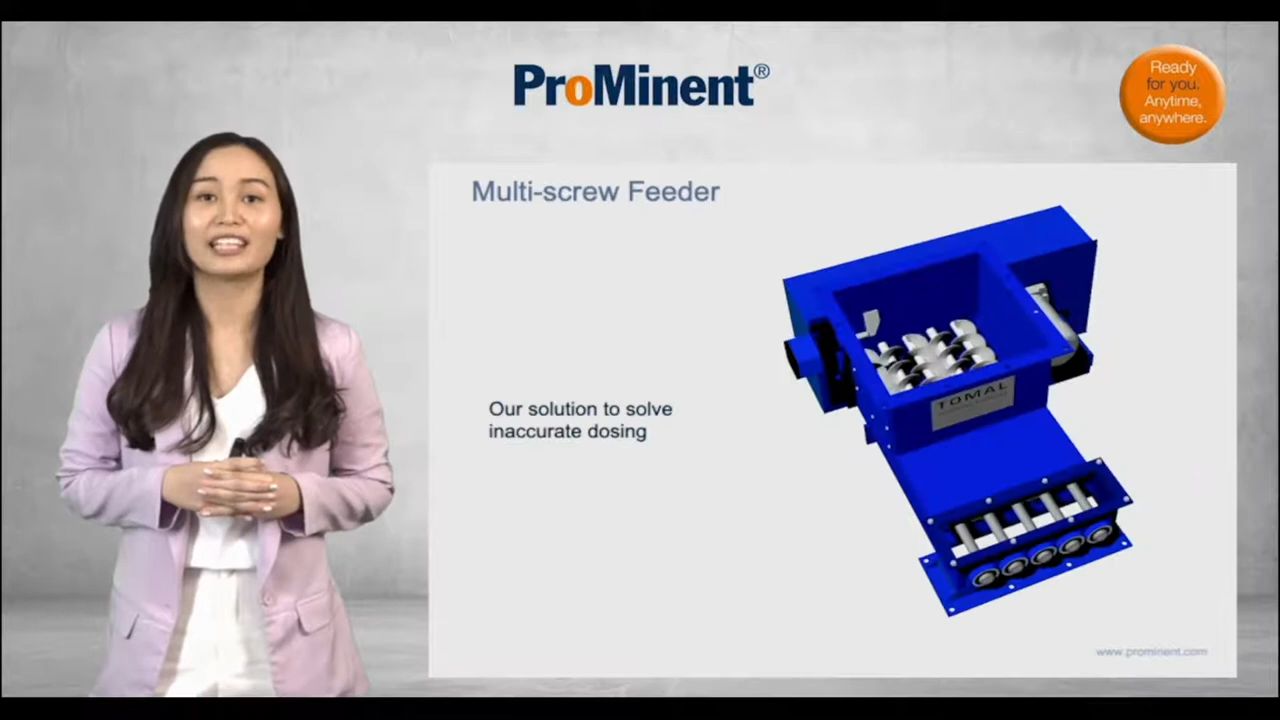 ProMinent®
Ready
for you.
Anytime,
anywhere.
Multi-screw Feeder
Our solution to solve
inaccurate dosing
TOMAL
www.prominent.com